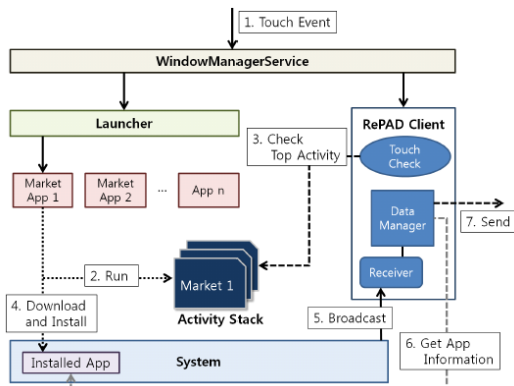 1. Touch Event
WindowManagerService
Launcher
RePAD Client
3. Check
Top Activity
Touch
Check
Market
App 1
Market
App 2
...
App n
Data
Manager
7. Send
2. Run
Market 1
Receiver
4. Download
and Install
Activity Stack
5. Broadcast
6. Get App
Information
Installed App
System